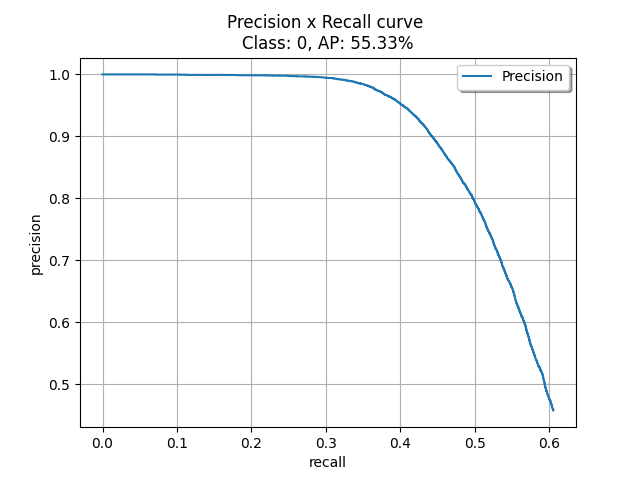 Precision x Recall curve
Class: 0, AP: 55.33%
Precision
1.0
0.9
0.8
0.7
0.6
0.5
precision
0.0 0.1 0.2 0.3 0.4 0.5 0.6
recall